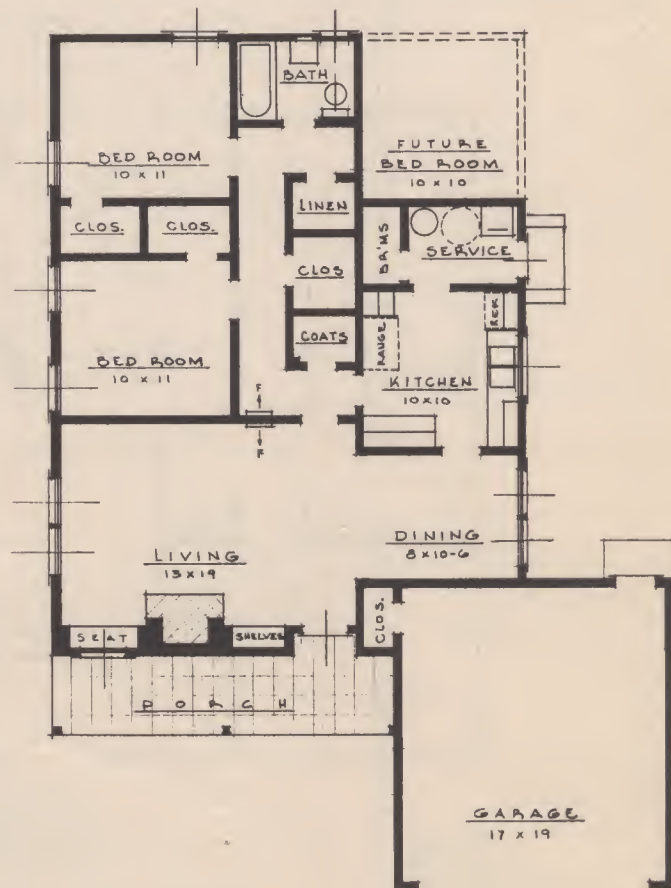 BATH
BED ROOM
10 x 11
FUTURE
BED ROOM
10 x 10
LINEN
CLOS.
CLOS.
BR'MS
SERVICE
CLOS
COATS
RANGE
REF.
BED ROOM
10 x 11
KITCHEN
10x10
F
F
LIVING
13 x 19
DINING
8 x 10-6
SEAT
SHELVES
CLOS.
PORCH
GARAGE
17 x 19